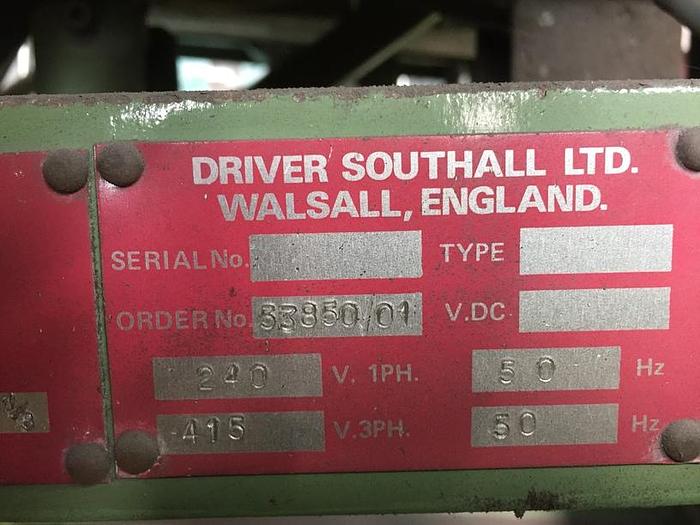 DRIVER SOUTHALL LTD.
WALSALL, ENGLAND.
SERIAL No. TYPE
ORDER No. 53850/01 V.DC
240 V. 1PH. 50 Hz
415 V.3PH. 50 Hz